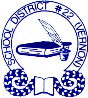 SCHOOL DISTRICT #22 (VERNON)